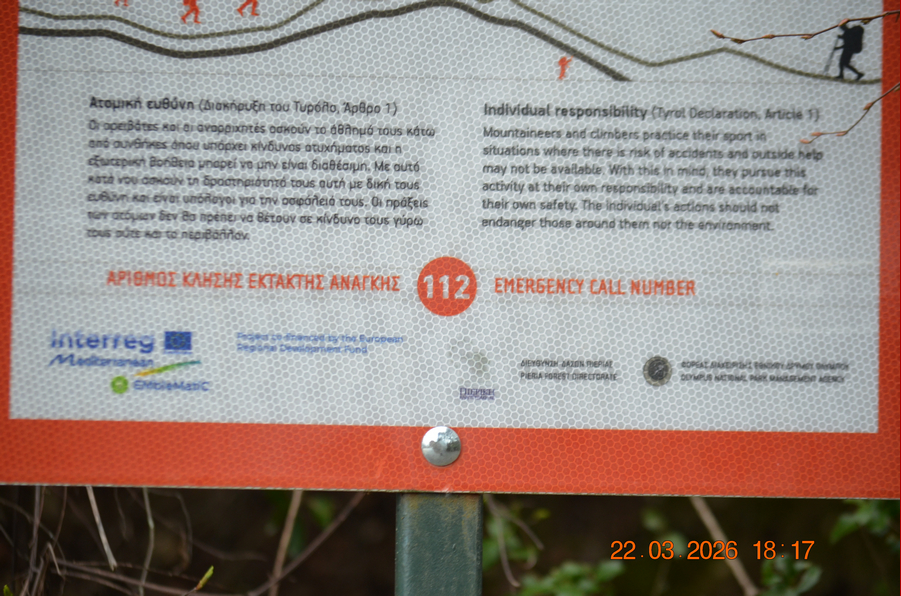 Ατομική ευθύνη (Διακήρυξη του Τυρόλο, Άρθρο 1)
Οι ορειβάτες και οι αναρριχητές ασκούν το άθλημά τους κάτω
από συνθήκες όπου υπάρχει κίνδυνος ατυχήματος και η
εξωτερική βοήθεια μπορεί να μην είναι διαθέσιμη. Με αυτό
κατά νου ασκούν τη δραστηριότητά τους αυτή με δική τους
ευθύνη και είναι υπόλογοι για την ασφάλειά τους. Οι πράξεις
των ατόμων δεν θα πρέπει να θέτουν σε κίνδυνο τους γύρω
τους ούτε και το περιβάλλον.
Individual responsibility (Tyrol Declaration, Article 1)
Mountaineers and climbers practice their sport in
situations where there is risk of accidents and outside help
may not be available. With this in mind, they pursue this
activity at their own responsibility and are accountable for
their own safety. The individual's actions should not
endanger those around them nor the environment.
ΑΡΙΘΜΟΣ ΚΛΗΣΗΣ ΕΚΤΑΚΤΗΣ ΑΝΑΓΚΗΣ 112 EMERGENCY CALL NUMBER
Interreg
Mediterranean
EMbleMatiC
Project co-financed by the European
Regional Development Fund
ΠΙΕΡΙΚΗ
ΔΙΕΥΘΥΝΣΗ ΔΑΣΩΝ ΠΙΕΡΙΑΣ
PIERIA FOREST DIRECTORATE
ΦΟΡΕΑΣ ΔΙΑΧΕΙΡΙΣΗΣ ΕΘΝΙΚΟΥ ΔΡΥΜΟΥ ΟΛΥΜΠΟΥ
OLYMPUS NATIONAL PARK MANAGEMENT AGENCY
22.03.2026 18:17